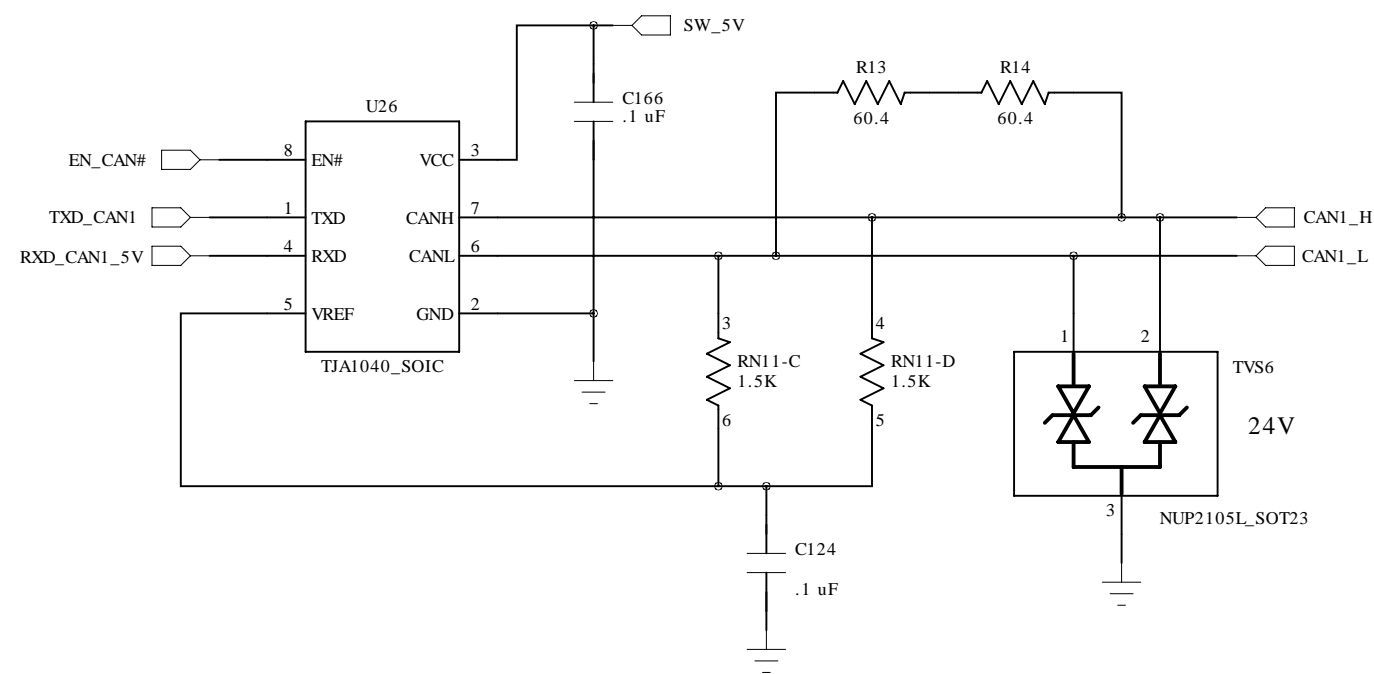 SW_5V
R13
R14
60.4
60.4
C166
.1 uF
U26
EN_CAN#
8
EN#
VCC
3
TXD_CAN1
1
TXD
CANH
7
CAN1_H
RXD_CAN1_5V
4
RXD
CANL
6
CAN1_L
5
VREF
GND
2
TJA1040_SOIC
3
RN11-C
1.5K
6
4
RN11-D
1.5K
5
1
2
TVS6
24V
3
NUP2105L_SOT23
C124
.1 uF